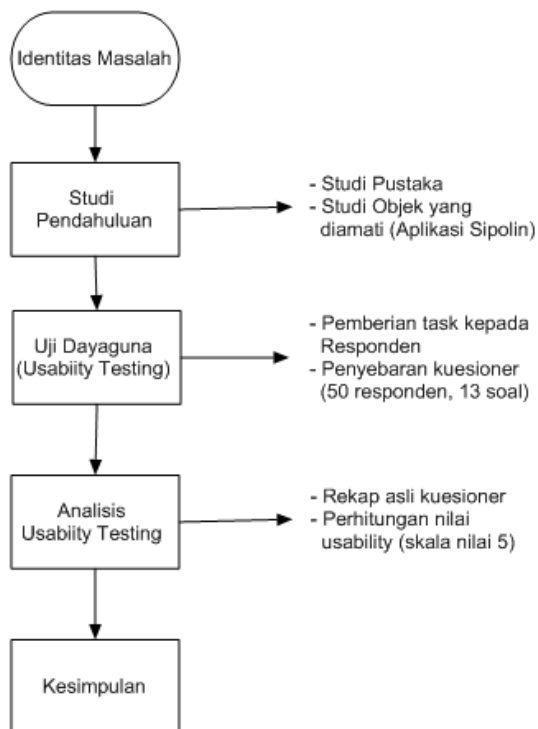 Identitas Masalah
Studi
Pendahuluan
- Studi Pustaka
- Studi Objek yang
diamati (Aplikasi Sipolin)
Uji Dayaguna
(Usabiity Testing)
- Pemberian task kepada
Responden
- Penyebaran kuesioner
(50 responden, 13 soal)
Analisis
Usabiity Testing
- Rekap asli kuesioner
- Perhitungan nilai
usability (skala nilai 5)
Kesimpulan